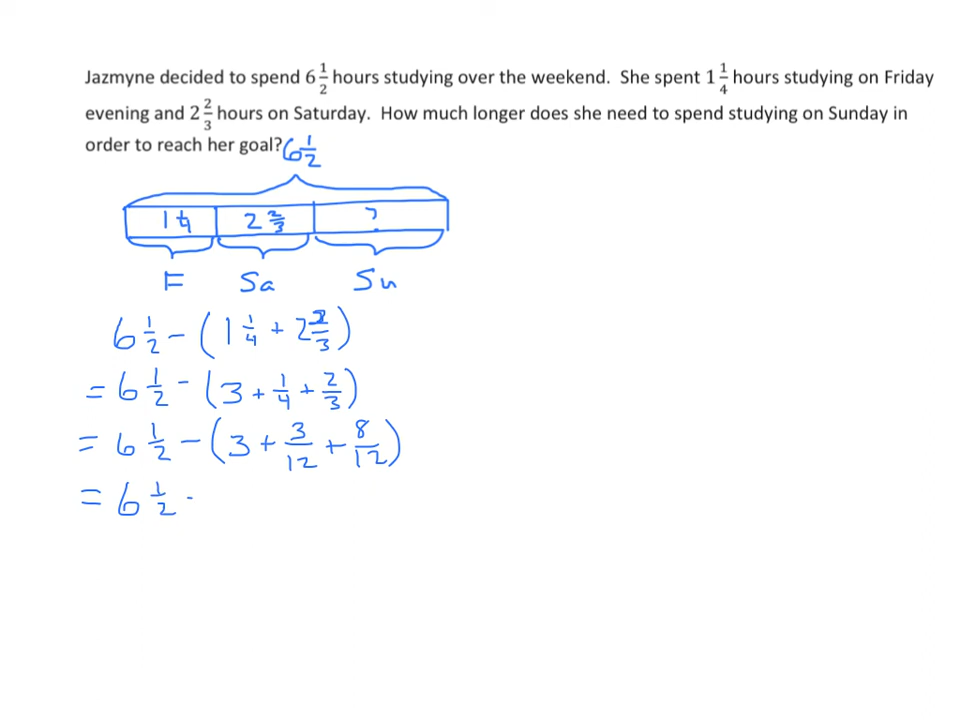 Jazmyne decided to spend 6 1/2 hours studying over the weekend. She spent 1 1/4 hours studying on Friday
evening and 2 2/3 hours on Saturday. How much longer does she need to spend studying on Sunday in
order to reach her goal?
6 1/2
1 1/4 2 2/3 ?
F Sa Su
6 1/2 - (1 1/4 + 2 2/3)
= 6 1/2 - (3 + 1/4 + 2/3)
= 6 1/2 - (3 + 3/12 + 8/12)
= 6 1/2 -